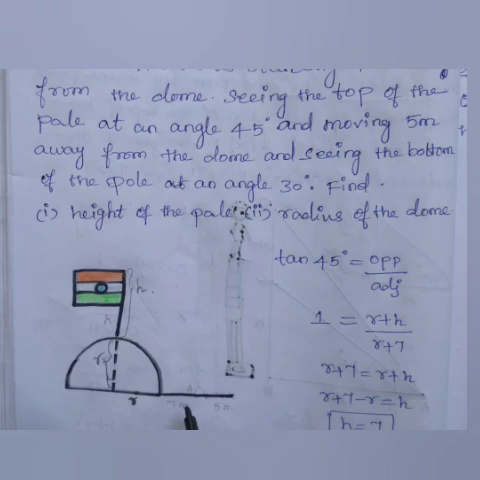 from the dome. Seeing the top of the
pale at an angle 45° and moving 5m
away from the dome and seeing the bottom
of the pole at an angle 30°. Find.
(i) height of the pale (ii) radius of the dome.
tan 45° = opp
adj
1 = r+h
r+7
r+7 = r+h
r+7-r = h
h = 7
h.
h
r
r
7m
5m